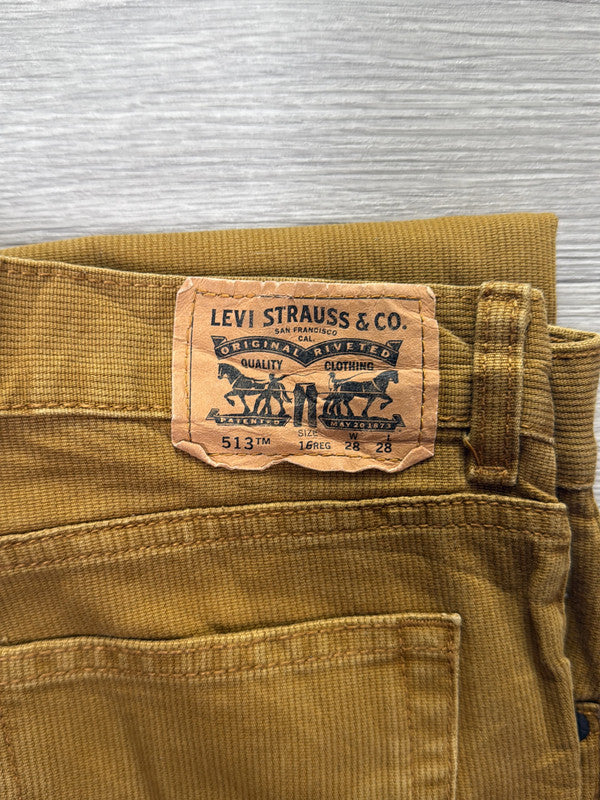 LEVI STRAUSS & CO.
SAN FRANCISCO
CAL.
ORIGINAL RIVETED
QUALITY CLOTHING
PATENTED MAY 20 1873
SIZE W L
513™ 16REG 28 28